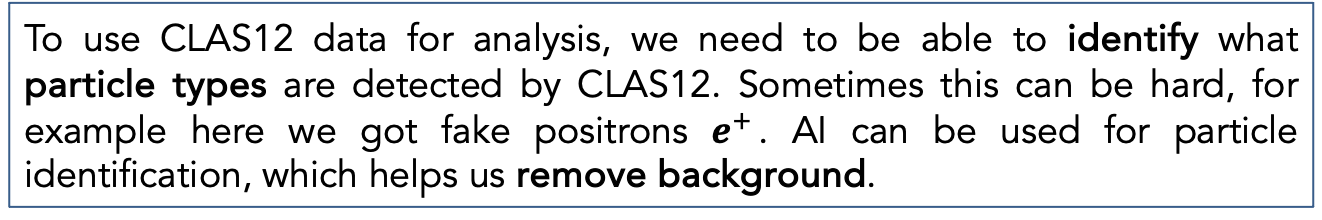 To use CLAS12 data for analysis, we need to be able to identify what
particle types are detected by CLAS12. Sometimes this can be hard, for
example here we got fake positrons e⁺. AI can be used for particle
identification, which helps us remove background.